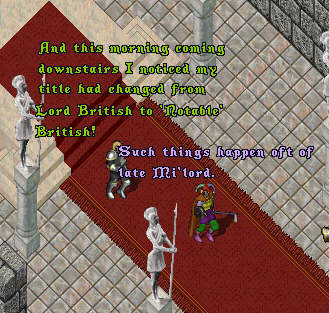 And this morning coming
downstairs I noticed my
title had changed from
Lord British to 'Notable'
British!
Such things happen oft of
late Mi'lord.